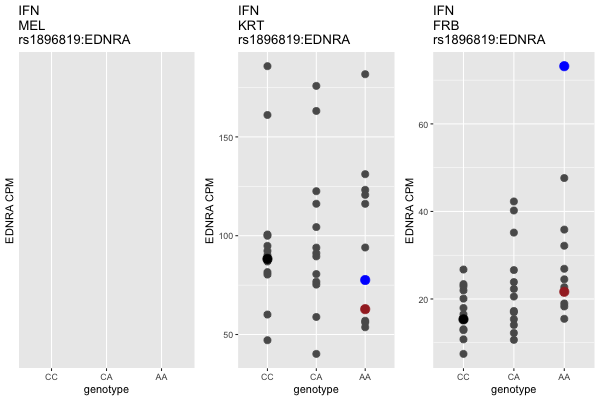 IFN
MEL
rs1896819:EDNRA
EDNRA CPM
CC
CA
AA
genotype
IFN
KRT
rs1896819:EDNRA
EDNRA CPM
150
100
50
CC
CA
AA
genotype
IFN
FRB
rs1896819:EDNRA
EDNRA CPM
60
40
20
CC
CA
AA
genotype